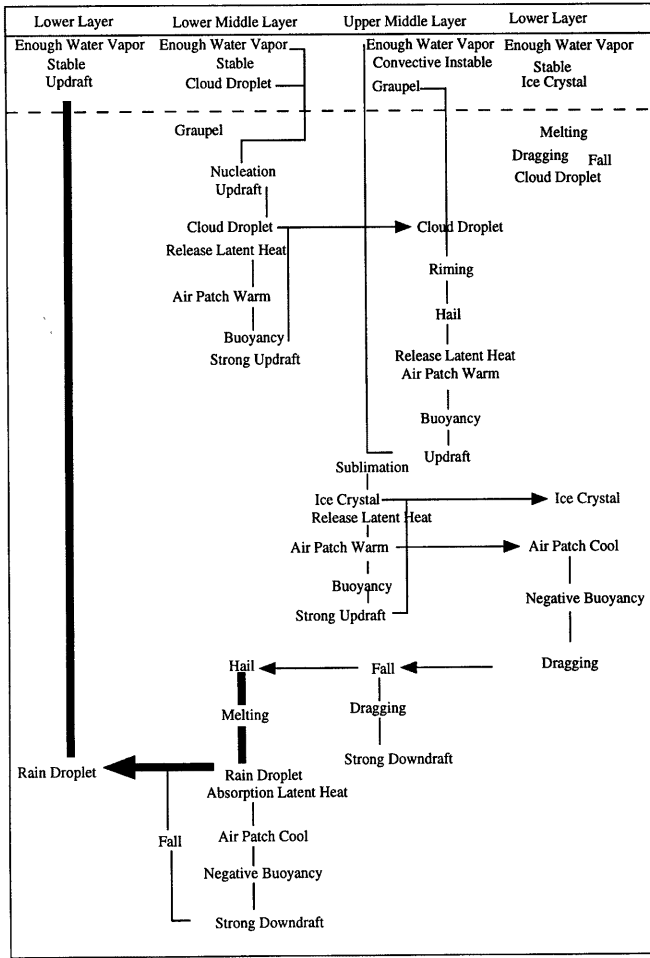 Lower Layer
Lower Middle Layer
Upper Middle Layer
Lower Layer
Enough Water Vapor
Stable
Updraft
Enough Water Vapor
Stable
Cloud Droplet
Enough Water Vapor
Convective Instable
Graupel
Enough Water Vapor
Stable
Ice Crystal
Graupel
Nucleation
Updraft
Cloud Droplet
Release Latent Heat
Air Patch Warm
Buoyancy
Strong Updraft
Cloud Droplet
Riming
Hail
Release Latent Heat
Air Patch Warm
Buoyancy
Updraft
Melting
Dragging Fall
Cloud Droplet
Sublimation
Ice Crystal
Release Latent Heat
Air Patch Warm
Buoyancy
Strong Updraft
Ice Crystal
Air Patch Cool
Negative Buoyancy
Dragging
Fall
Dragging
Strong Downdraft
Hail
Melting
Rain Droplet
Absorption Latent Heat
Air Patch Cool
Negative Buoyancy
Strong Downdraft
Fall
Rain Droplet